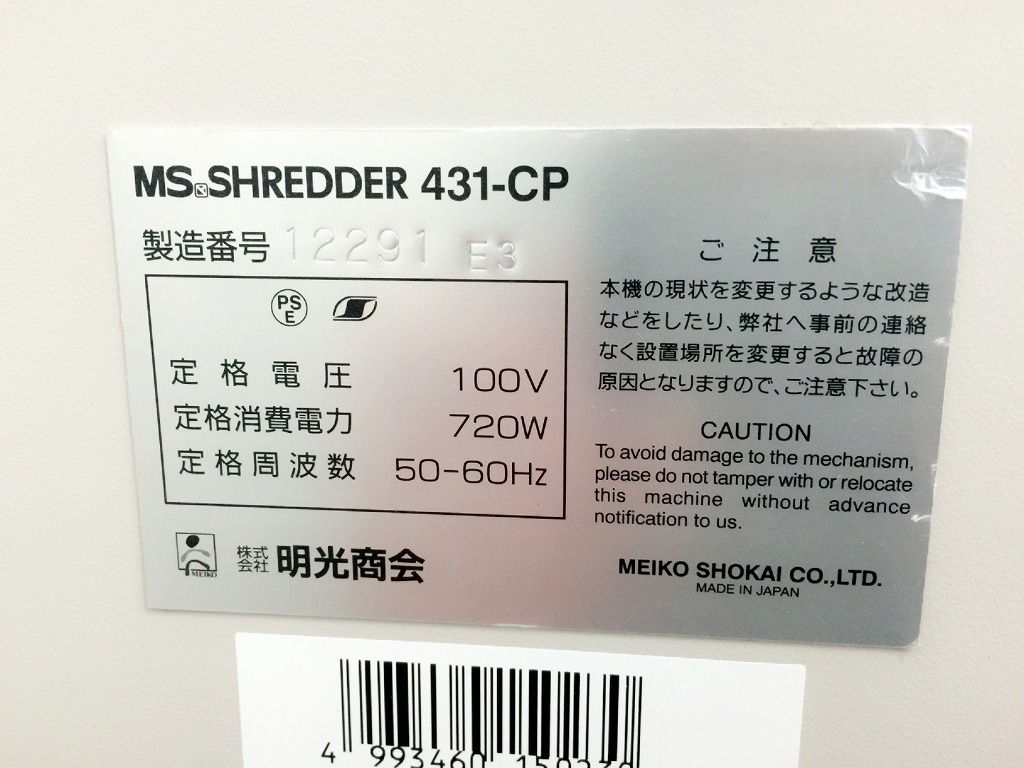 MS SHREDDER 431-CP
製造番号 12291 E3
PS
E
定格電圧 100V
定格消費電力 720W
定格周波数 50-60Hz
MEIKO
株式
会社 明光商会
ご注意
本機の現状を変更するような改造
などをしたり、弊社へ事前の連絡
なく設置場所を変更すると故障の
原因となりますので、ご注意下さい。
CAUTION
To avoid damage to the mechanism,
please do not tamper with or relocate
this machine without advance
notification to us.
MEIKO SHOKAI CO.,LTD.
MADE IN JAPAN
4 993460